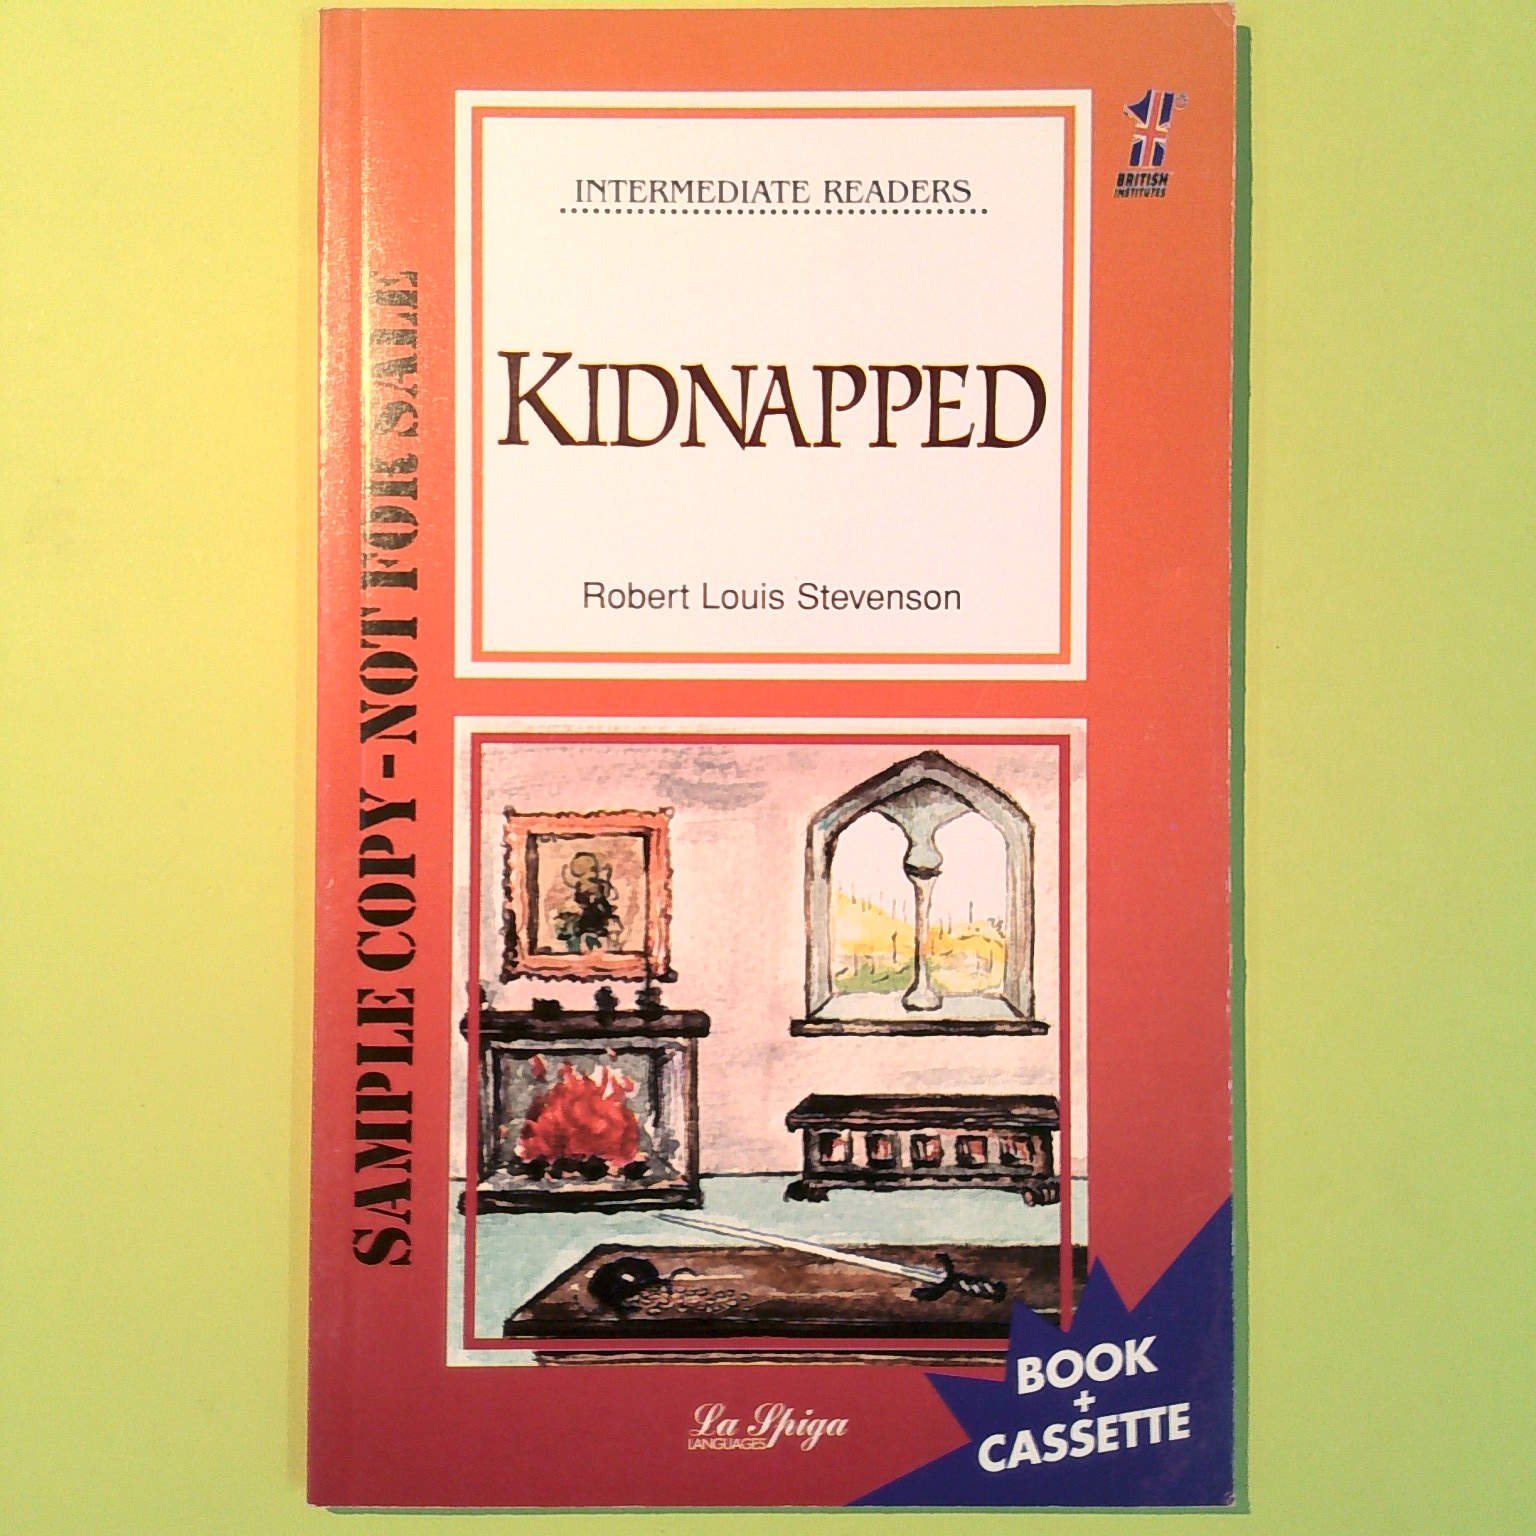 INTERMEDIATE READERS
KIDNAPPED
Robert Louis Stevenson
BRITISH
INSTITUTES
SAMPLE COPY - NOT FOR SALE
BOOK
+
CASSETTE
La Spiga
LANGUAGES